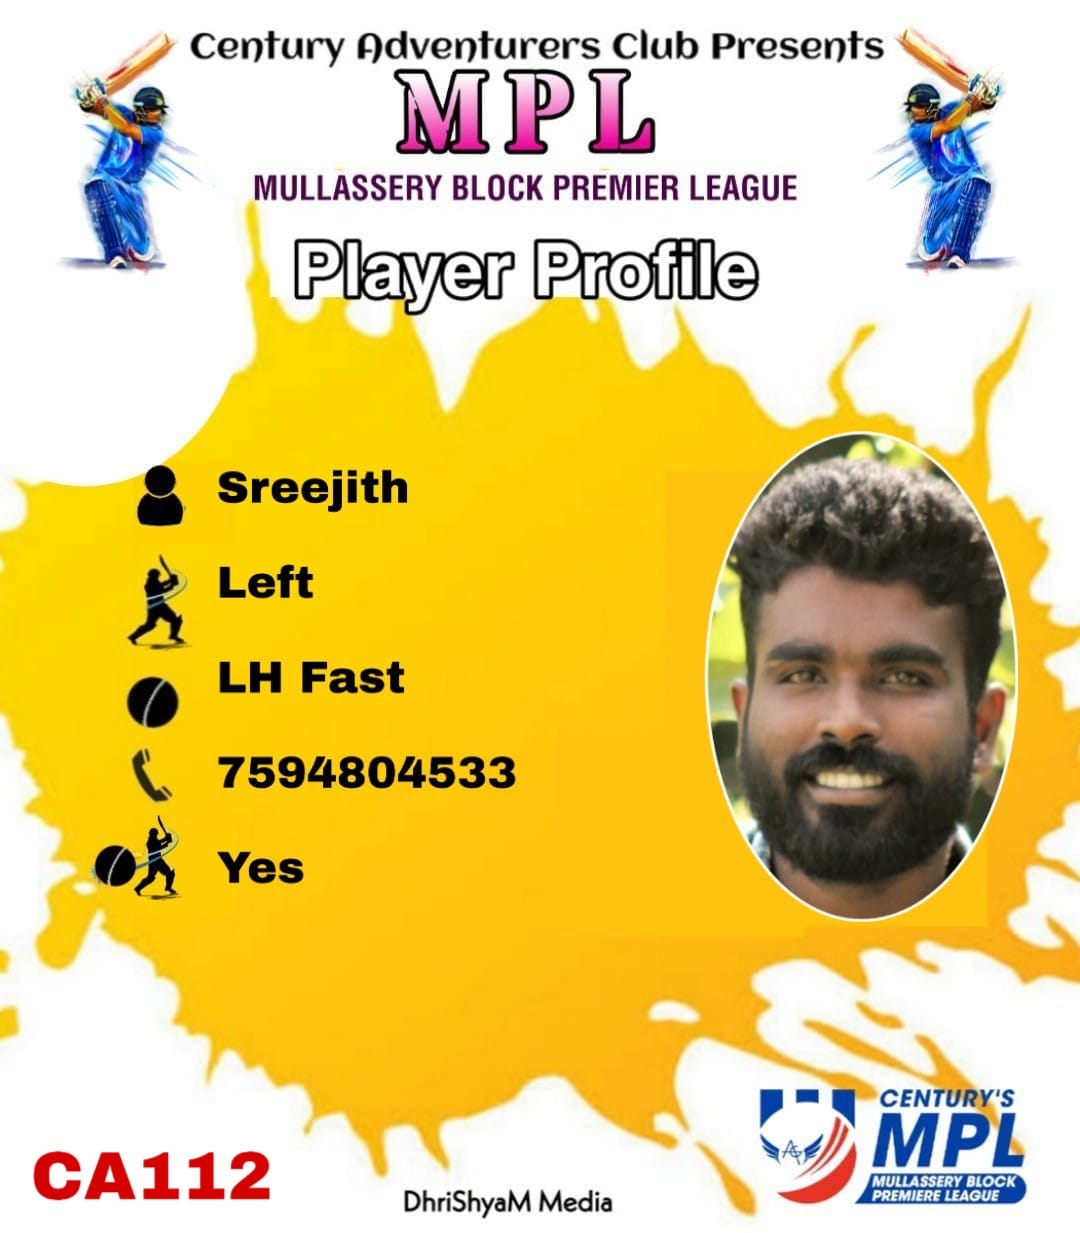 Century Adventurers Club Presents
MPL
MULLASSERY BLOCK PREMIER LEAGUE
Player Profile
Sreejith
Left
LH Fast
7594804533
Yes
CA112
DhriShyaM Media
CENTURY'S
MPL
MULLASSERY BLOCK
PREMIERE LEAGUE